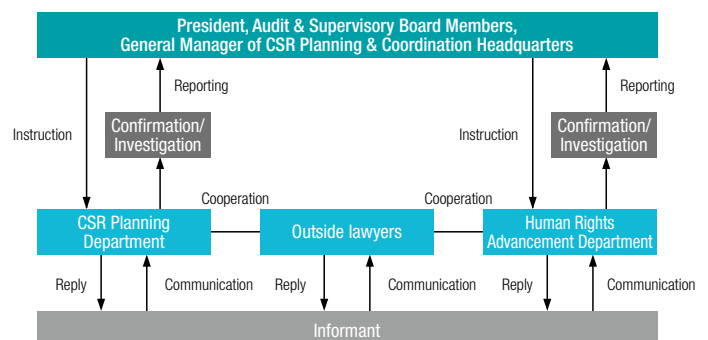 President, Audit & Supervisory Board Members,
General Manager of CSR Planning & Coordination Headquarters
Reporting
Reporting
Instruction
Confirmation/
Investigation
Instruction
Confirmation/
Investigation
Cooperation
Cooperation
CSR Planning
Department
Outside lawyers
Human Rights
Advancement Department
Reply
Communication
Reply
Communication
Reply
Communication
Informant